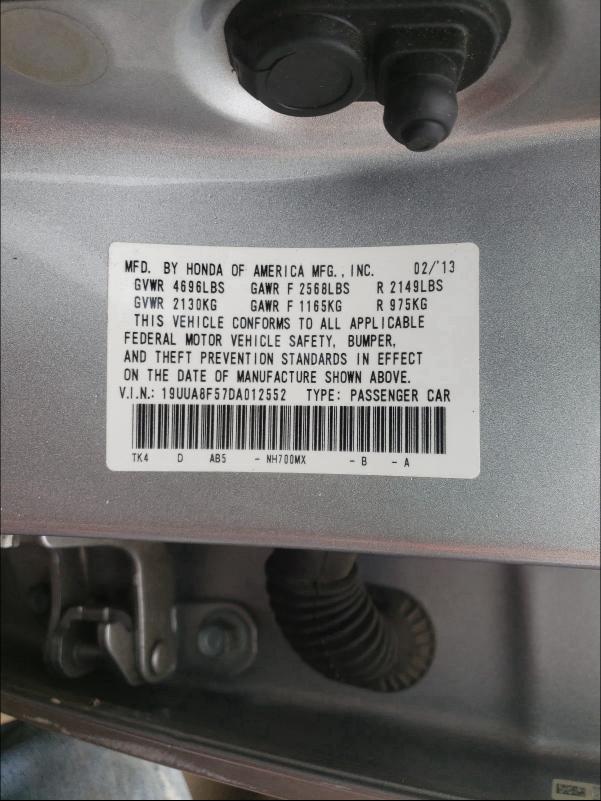 MFD. BY HONDA OF AMERICA MFG., INC. 02/'13
GVWR 4696LBS GAWR F 2568LBS R 2149LBS
GVWR 2130KG GAWR F 1165KG R 975KG
THIS VEHICLE CONFORMS TO ALL APPLICABLE
FEDERAL MOTOR VEHICLE SAFETY, BUMPER,
AND THEFT PREVENTION STANDARDS IN EFFECT
ON THE DATE OF MANUFACTURE SHOWN ABOVE.
V.I.N.: 19UUA8F57DA012552 TYPE: PASSENGER CAR
TK4 D AB5 - NH700MX - B - A